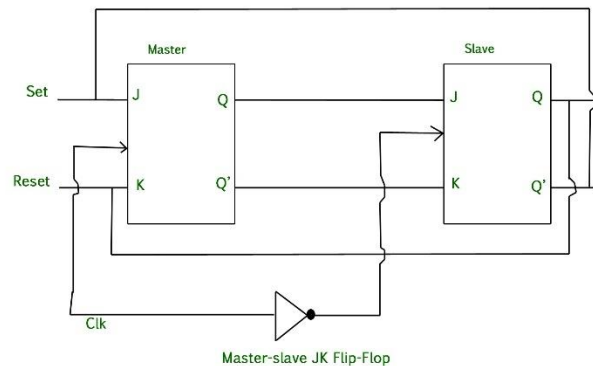 Master
Slave
Set
J
Q
J
Q
Reset
K
Q'
K
Q'
Clk
Master-slave JK Flip-Flop